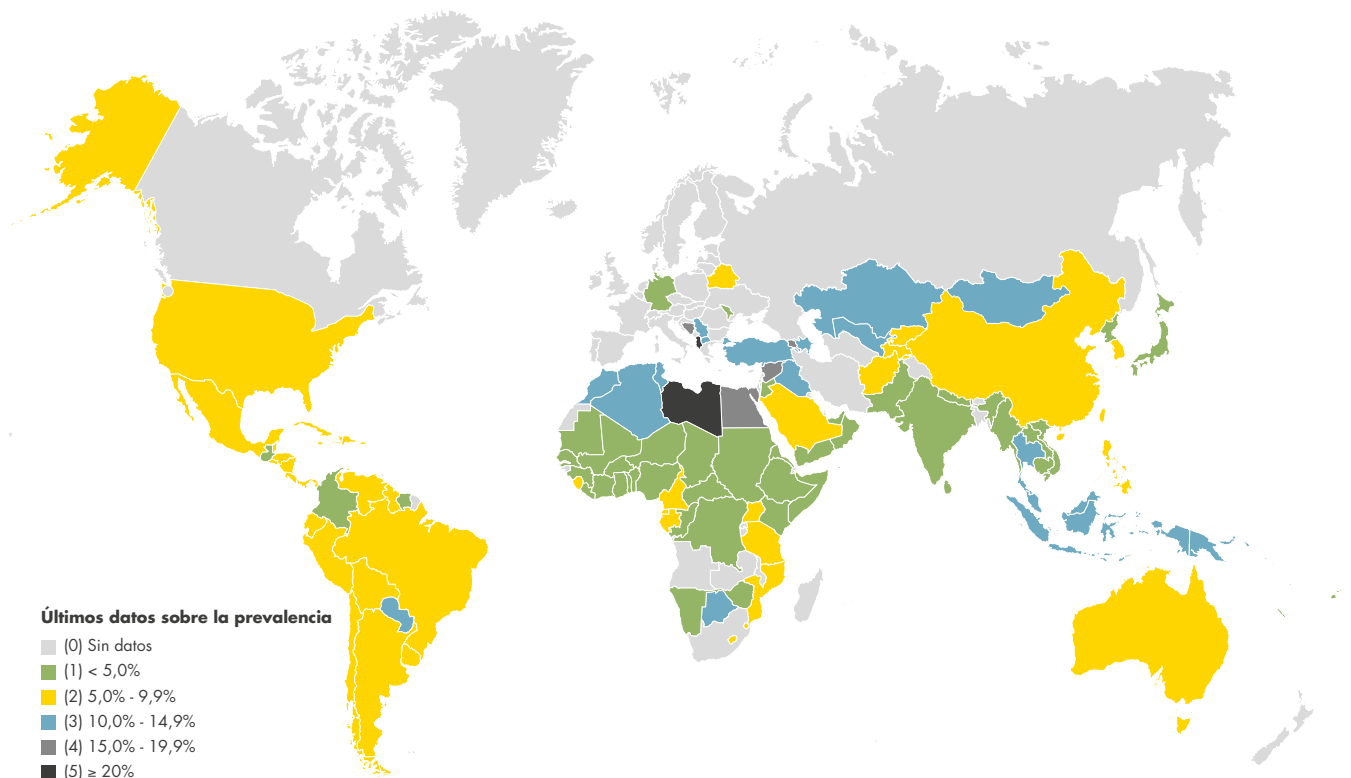 Últimos datos sobre la prevalencia
(0) Sin datos
(1) < 5,0%
(2) 5,0% - 9,9%
(3) 10,0% - 14,9%
(4) 15,0% - 19,9%
(5) ≥ 20%